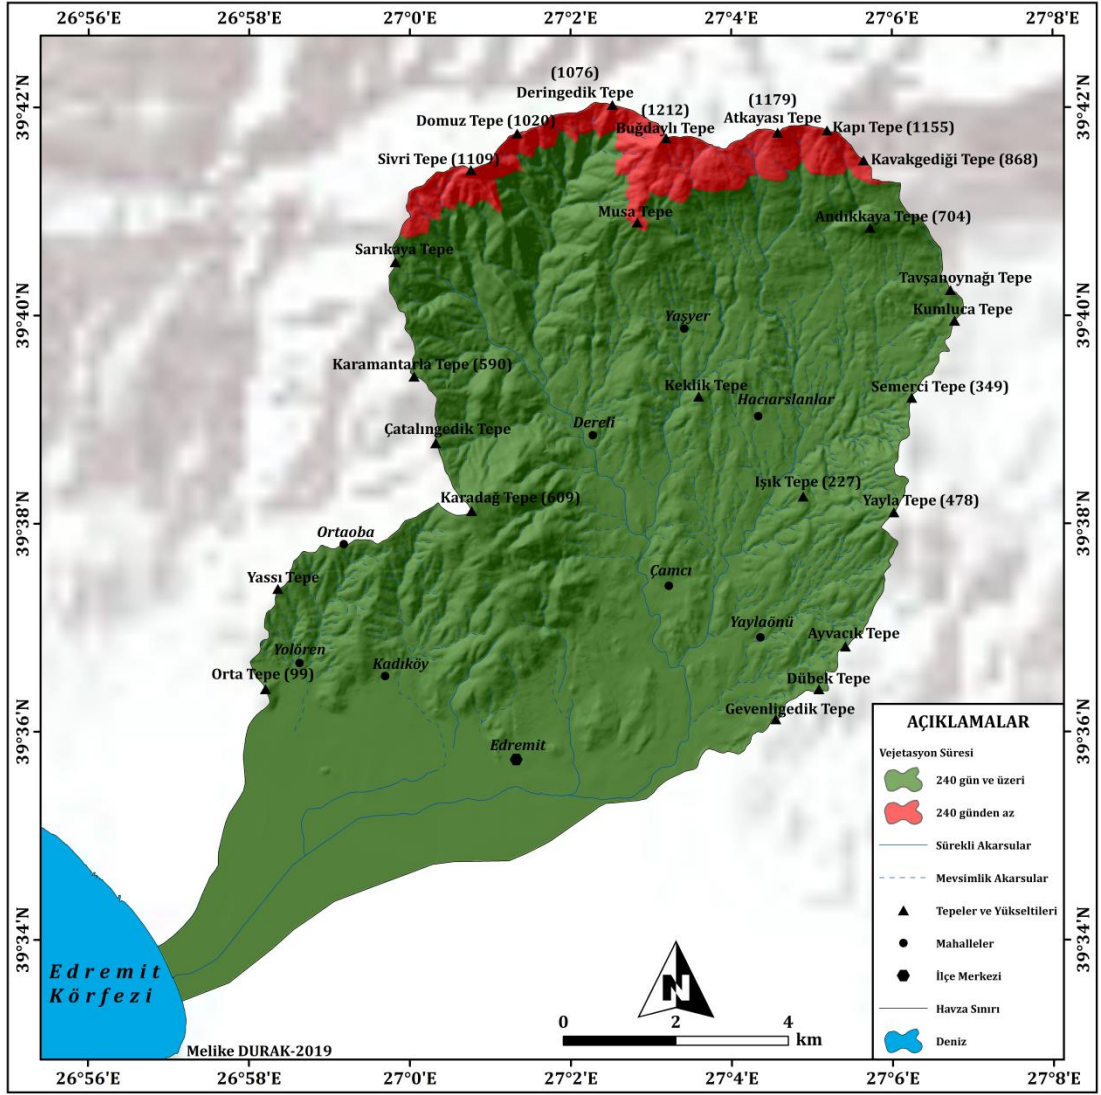 26°56'E 26°58'E 27°0'E 27°2'E 27°4'E 27°6'E 27°8'E
39°42'N 39°42'N
(1076)
Deringedik Tepe
(1179)
Atkayası Tepe
(1212)
Buğdaylı Tepe
Domuz Tepe (1020)
Kapı Tepe (1155)
Sivri Tepe (1109)
Kavakgediği Tepe (868)
Musa Tepe
Andıkkaya Tepe (704)
Sarıkaya Tepe
Tavşanoynağı Tepe
Kumluca Tepe
39°40'N 39°40'N
Yaşyer
Karamantarla Tepe (590)
Keklik Tepe
Semerci Tepe (349)
Hacıarslanlar
Dereli
Çatalıngedik Tepe
Işık Tepe (227)
Karadağ Tepe (609)
Yayla Tepe (478)
39°38'N 39°38'N
Ortaoba
Çamcı
Yassı Tepe
Yaylaönü
Ayvacık Tepe
Yolören
Kadıköy
Orta Tepe (99)
Dübek Tepe
Gevenligedik Tepe
39°36'N 39°36'N
Edremit
AÇIKLAMALAR
Vejetasyon Süresi
240 gün ve üzeri
240 günden az
Sürekli Akarsular
Mevsimlik Akarsular
Tepeler ve Yükseltileri
Mahalleler
İlçe Merkezi
Havza Sınırı
Deniz
39°34'N 39°34'N
Edremit
Körfezi
N
0 2 4
km
Melike DURAK-2019
26°56'E 26°58'E 27°0'E 27°2'E 27°4'E 27°6'E 27°8'E